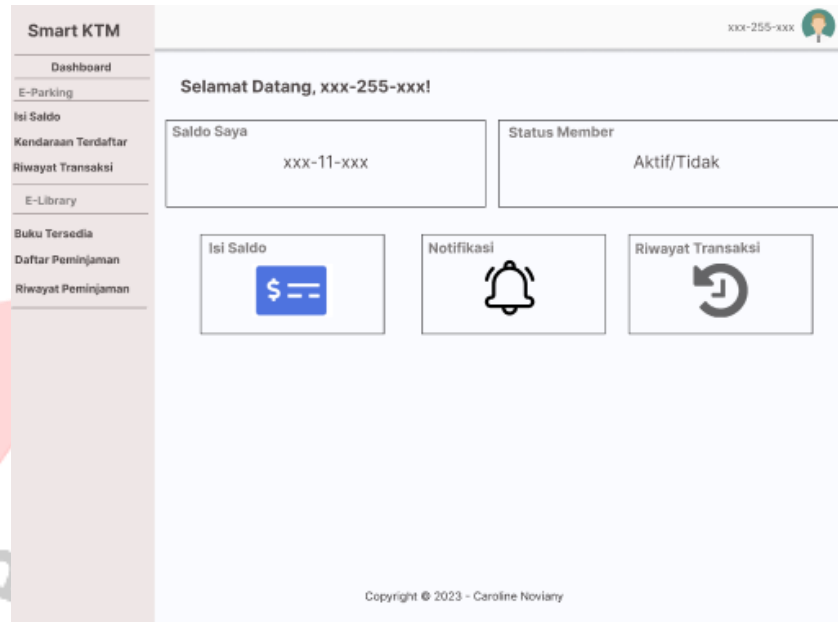 Smart KTM
xxx-255-xxx
Dashboard
E-Parking
Isi Saldo
Kendaraan Terdaftar
Riwayat Transaksi
E-Library
Buku Tersedia
Daftar Peminjaman
Riwayat Peminjaman
Selamat Datang, xxx-255-xxx!
Saldo Saya
xxx-11-xxx
Status Member
Aktif/Tidak
Isi Saldo
$
Notifikasi
Riwayat Transaksi
Copyright © 2023 - Caroline Noviany